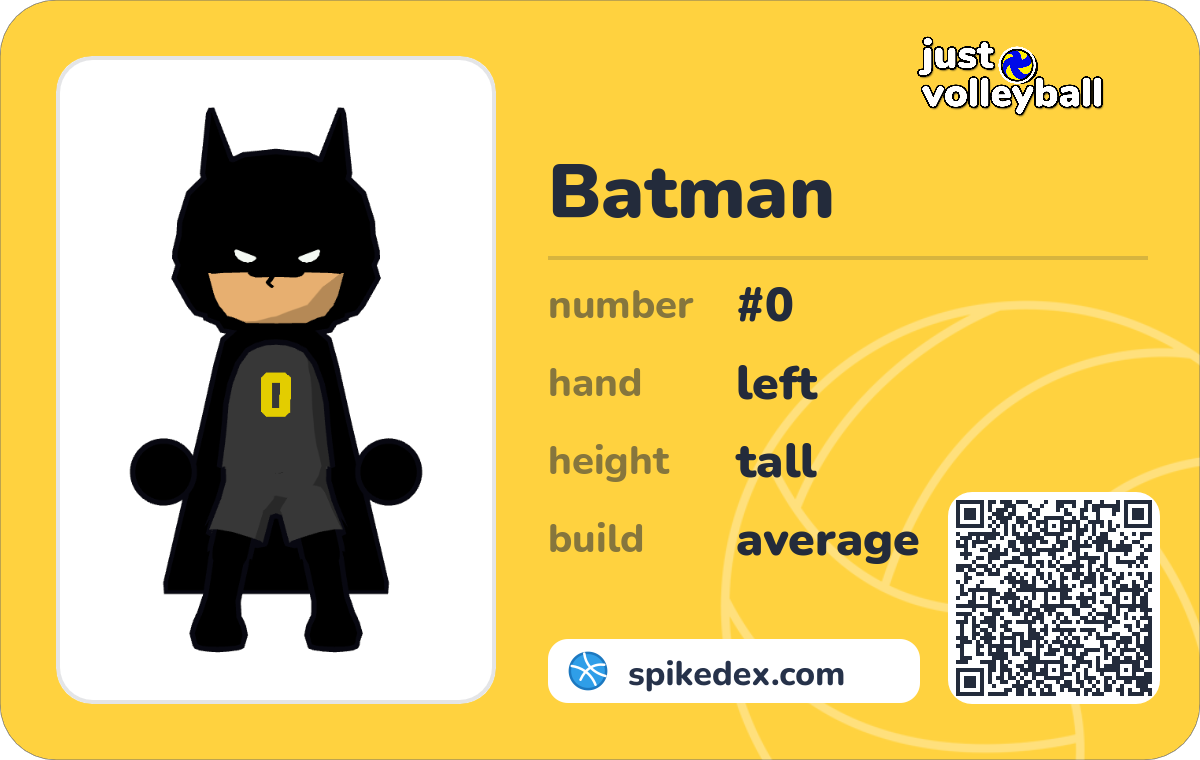 just
volleyball
Batman
number #0
hand left
height tall
build average
0
spikedex.com